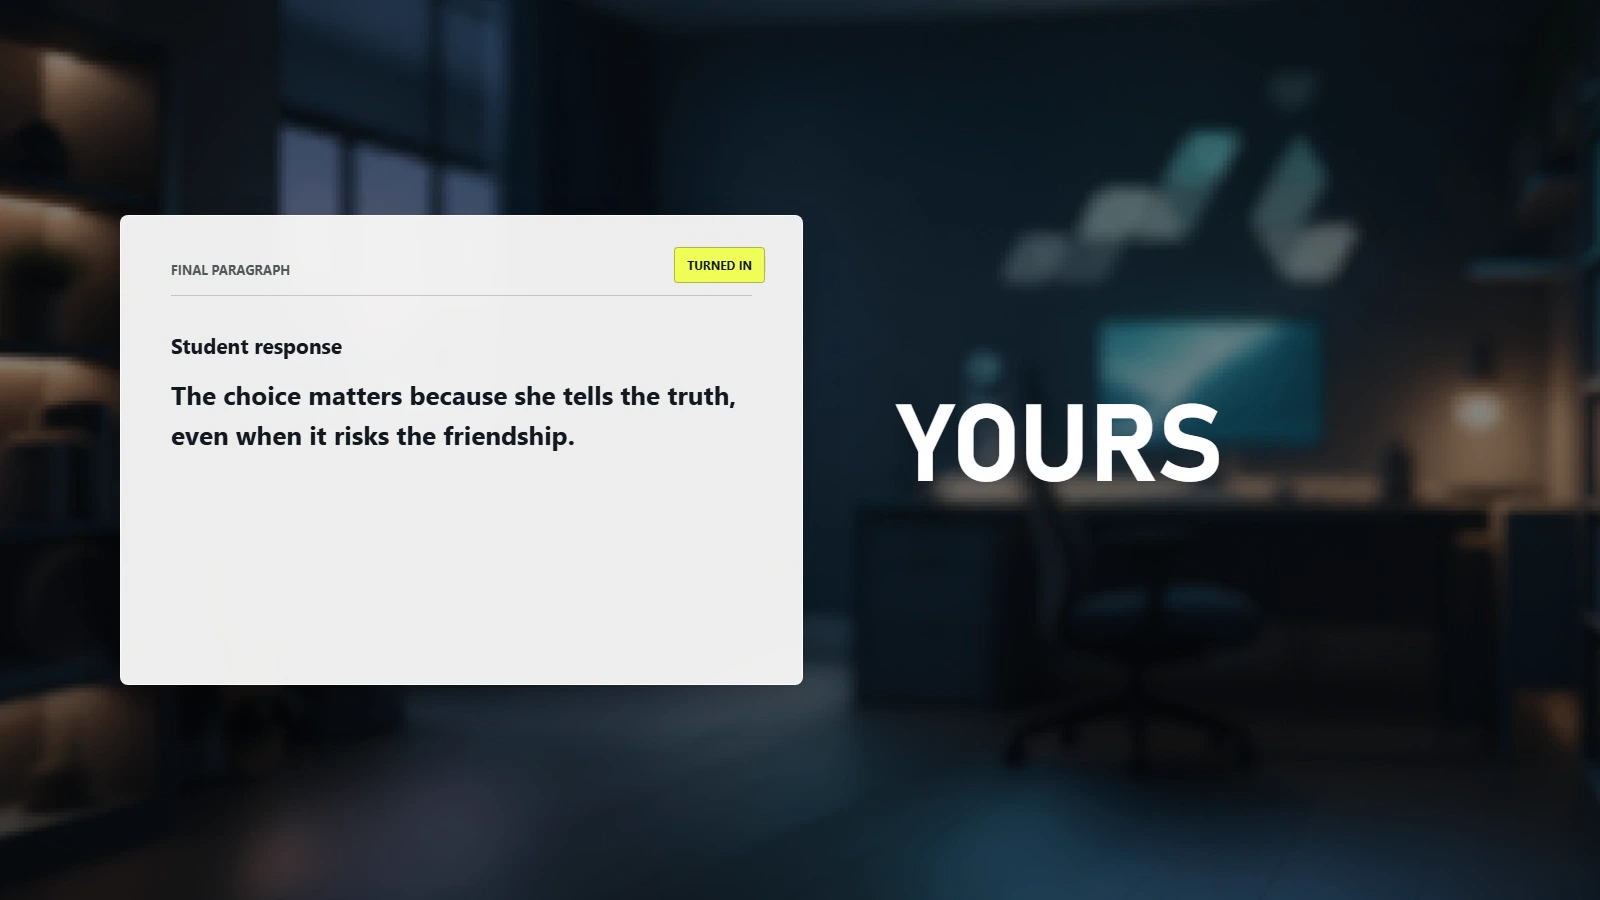 FINAL PARAGRAPH
TURNED IN
Student response
The choice matters because she tells the truth,
even when it risks the friendship.
YOURS